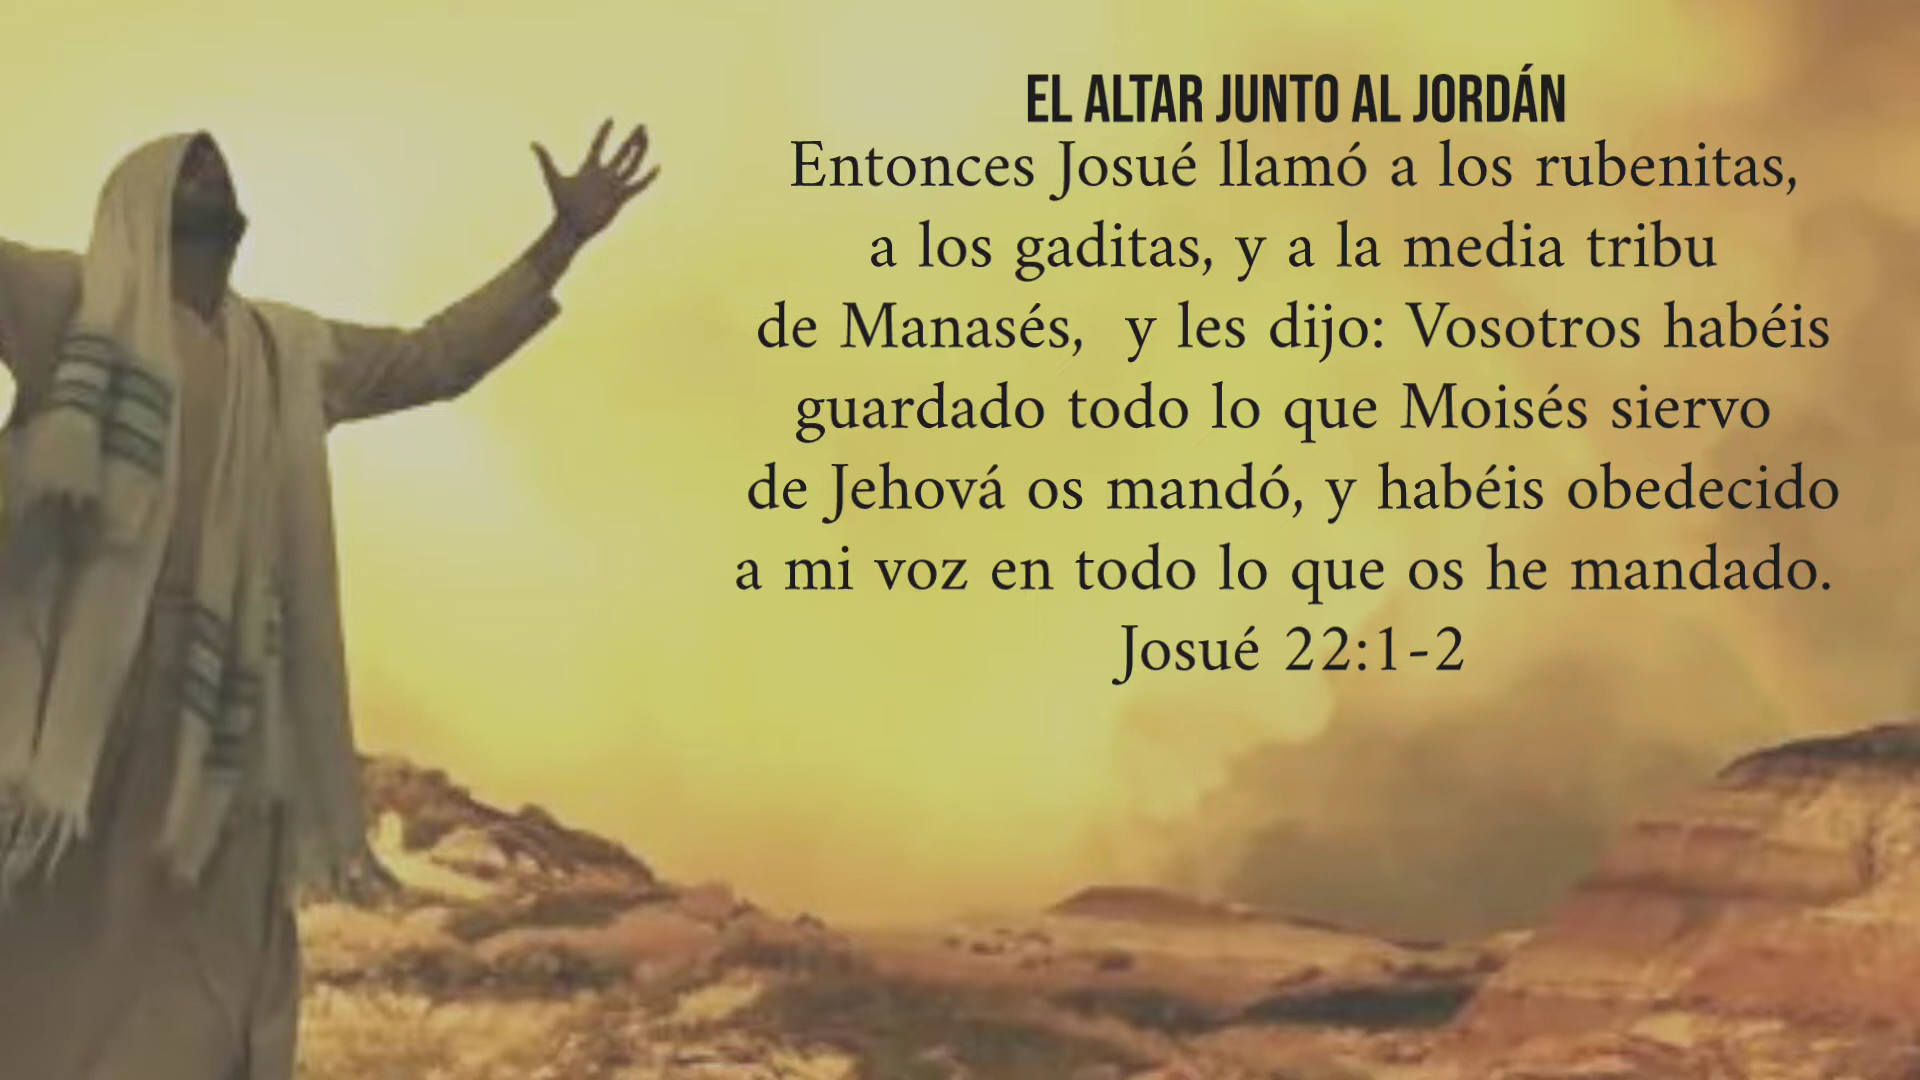 EL ALTAR JUNTO AL JORDÁN
Entonces Josué llamó a los rubenitas,
a los gaditas, y a la media tribu
de Manasés,  y les dijo: Vosotros habéis
guardado todo lo que Moisés siervo
de Jehová os mandó, y habéis obedecido
a mi voz en todo lo que os he mandado.
Josué 22:1-2